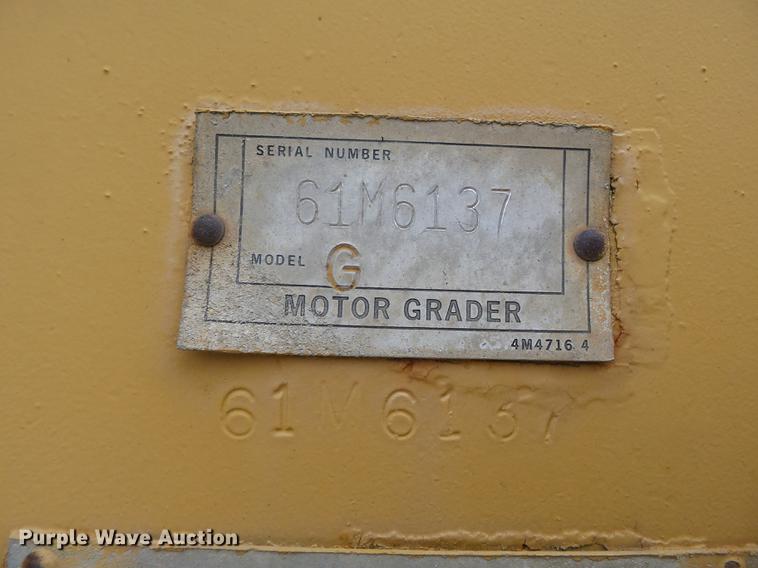 SERIAL NUMBER
61M6137
MODEL G
MOTOR GRADER
4M4716 4
61M6137
Purple Wave Auction